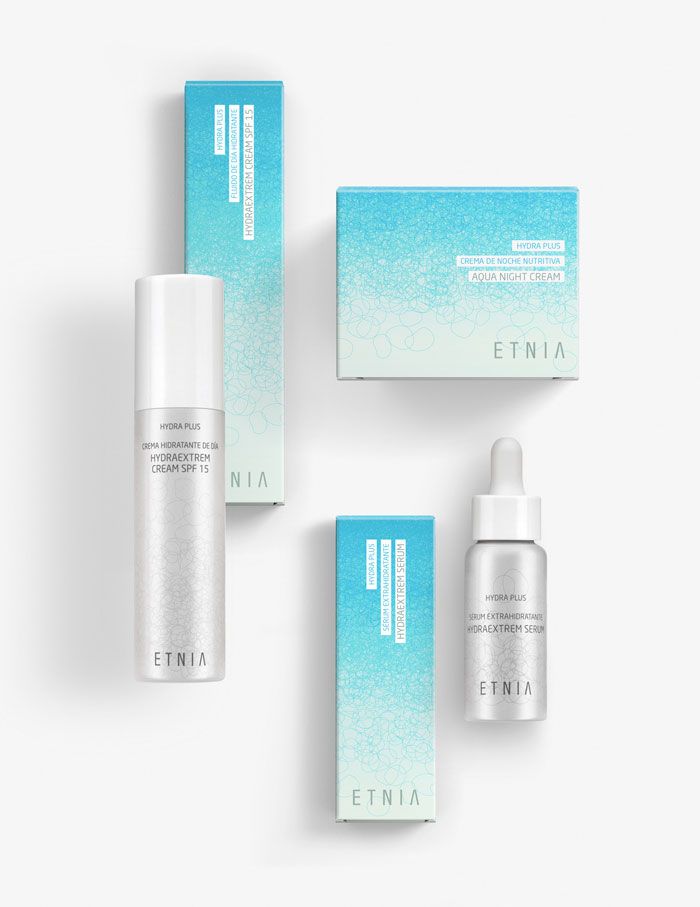 HYDRA PLUS
FLUIDO DE DÍA HIDRATANTE
HYDRAEXTREM CREAM SPF 15
NIA
HYDRA PLUS
CREMA DE NOCHE NUTRITIVA
AQUA NIGHT CREAM
ETNIA
HYDRA PLUS
CREMA HIDRATANTE DE DÍA
HYDRAEXTREM
CREAM SPF 15
ETNIA
HYDRA PLUS
SERUM EXTRAHIDRATANTE
HYDRAEXTREM SERUM
ETNIA
HYDRA PLUS
SERUM EXTRAHIDRATANTE
HYDRAEXTREM SERUM
ETNIA